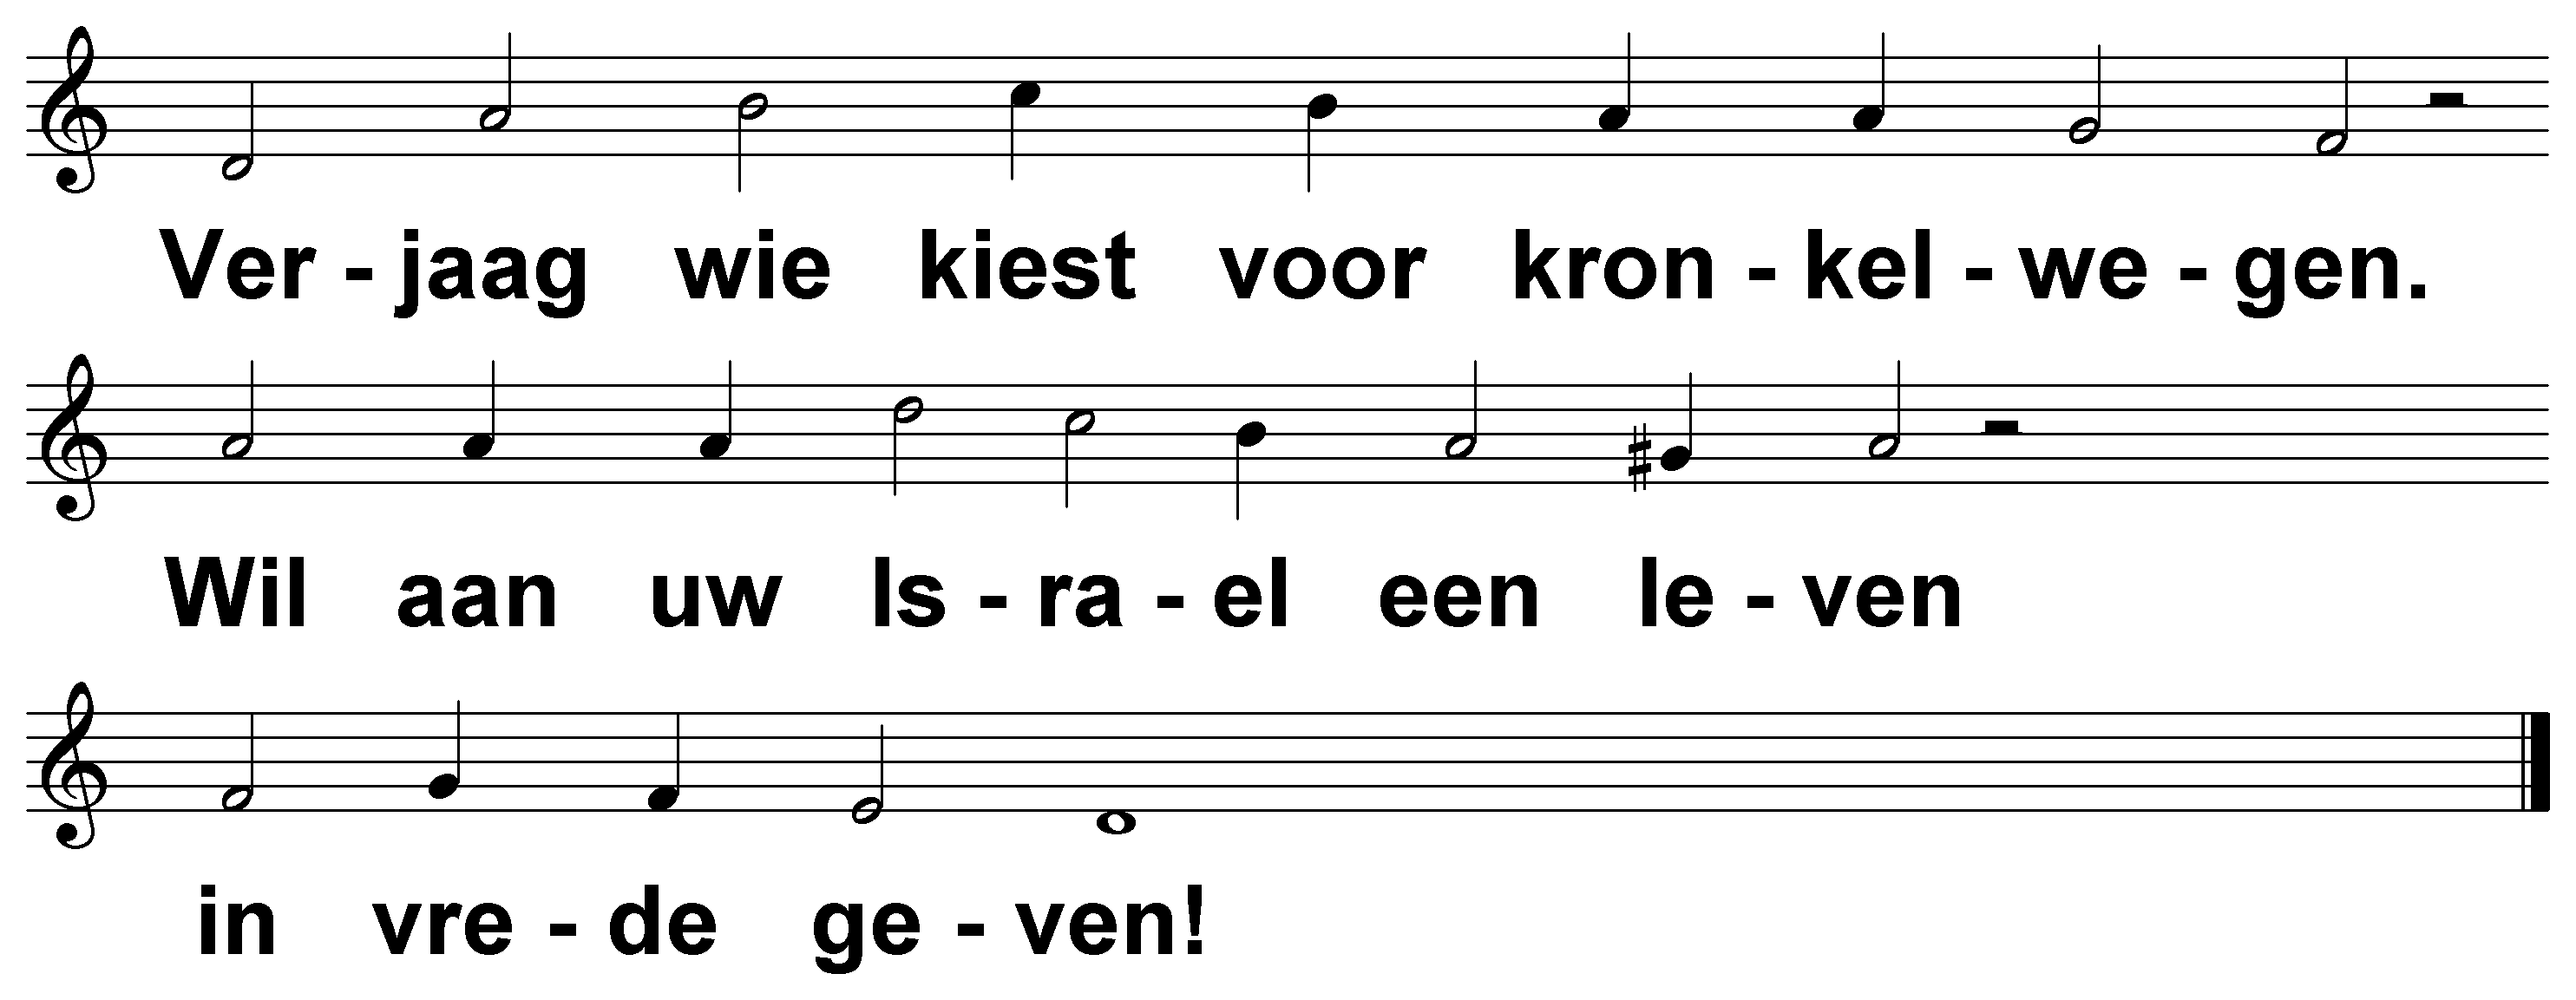 Ver - jaag wie kiest voor kron - kel - we - gen.
Wil aan uw Is - ra - el een le - ven
in vre - de ge - ven!